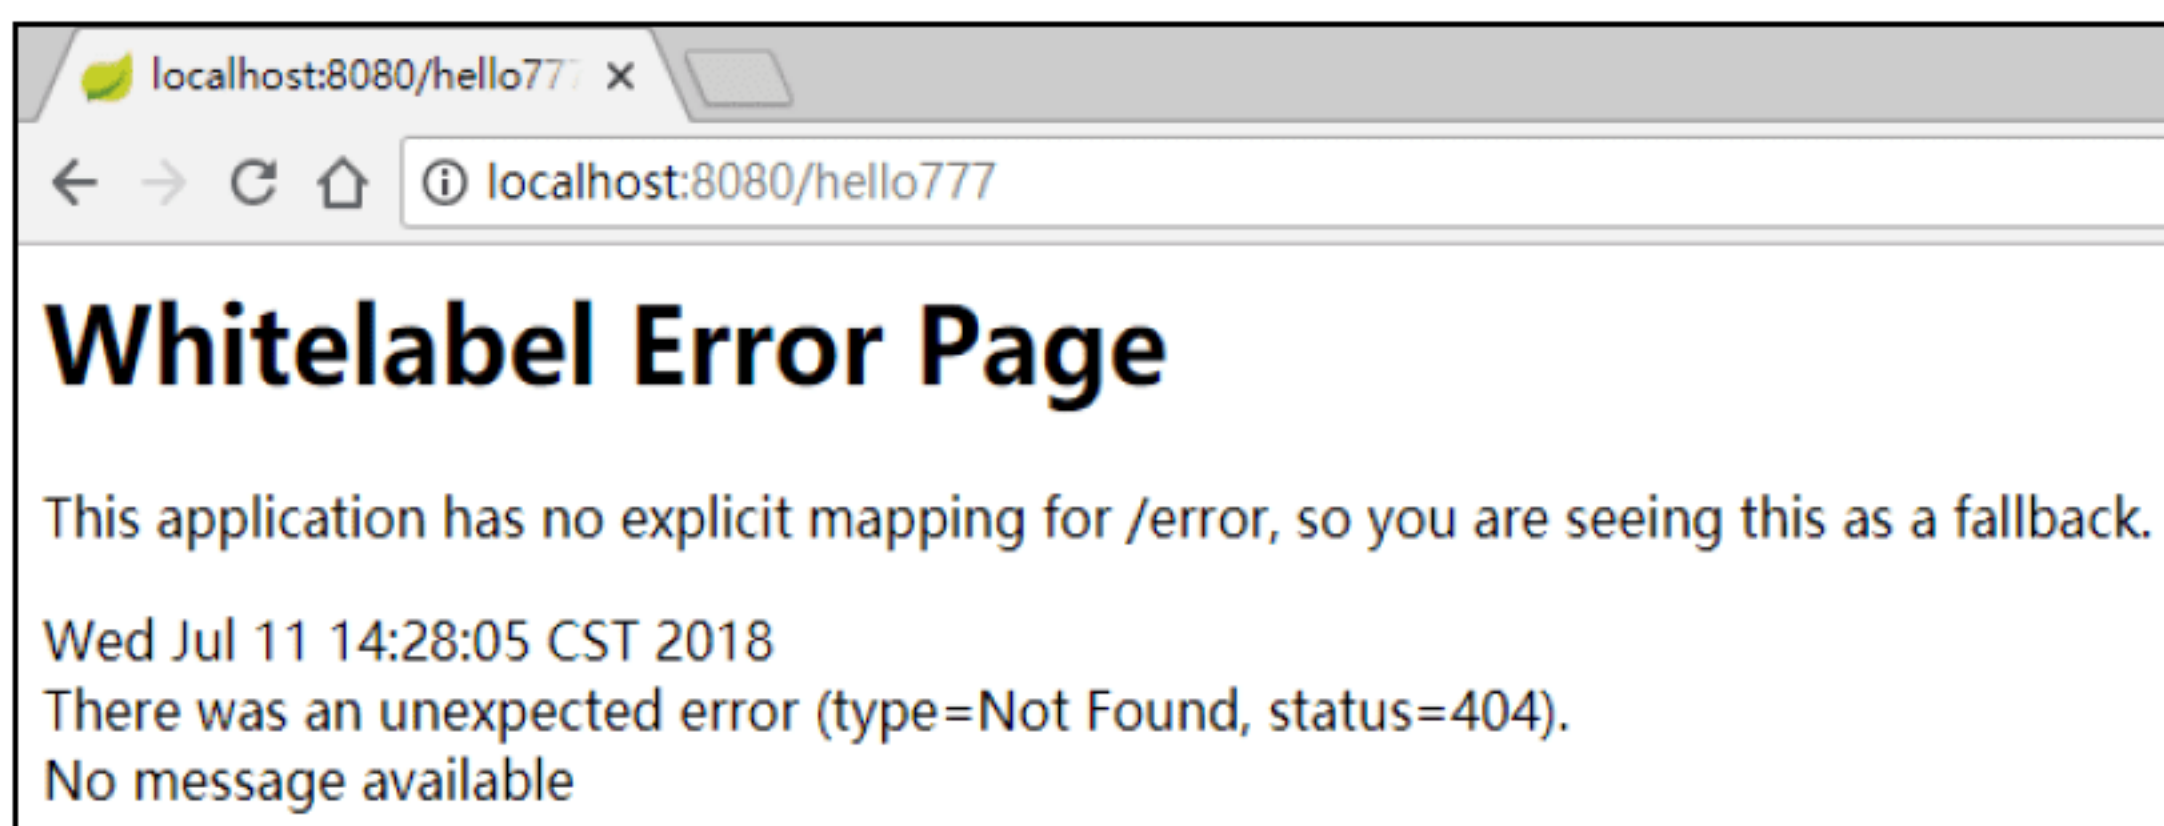 localhost:8080/hello777
localhost:8080/hello777
Whitelabel Error Page
This application has no explicit mapping for /error, so you are seeing this as a fallback.
Wed Jul 11 14:28:05 CST 2018
There was an unexpected error (type=Not Found, status=404).
No message available